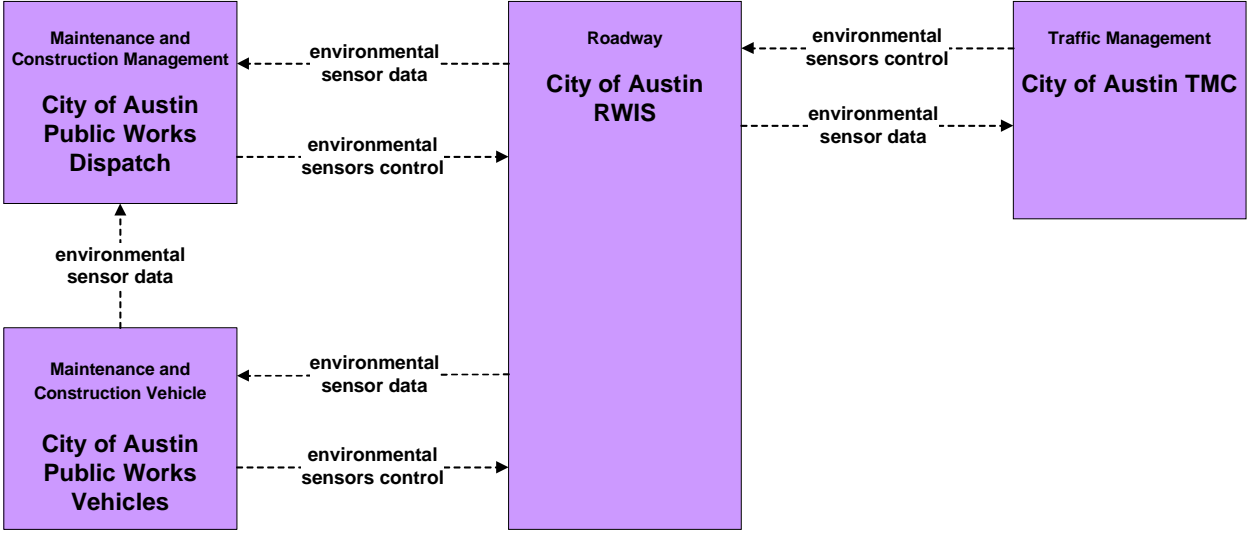 Maintenance and
Construction Management
City of Austin
Public Works
Dispatch
environmental
sensor data
environmental
sensors control
Roadway
City of Austin
RWIS
environmental
sensors control
environmental
sensor data
Traffic Management
City of Austin TMC
environmental
sensor data
Maintenance and
Construction Vehicle
City of Austin
Public Works
Vehicles
environmental
sensor data
environmental
sensors control